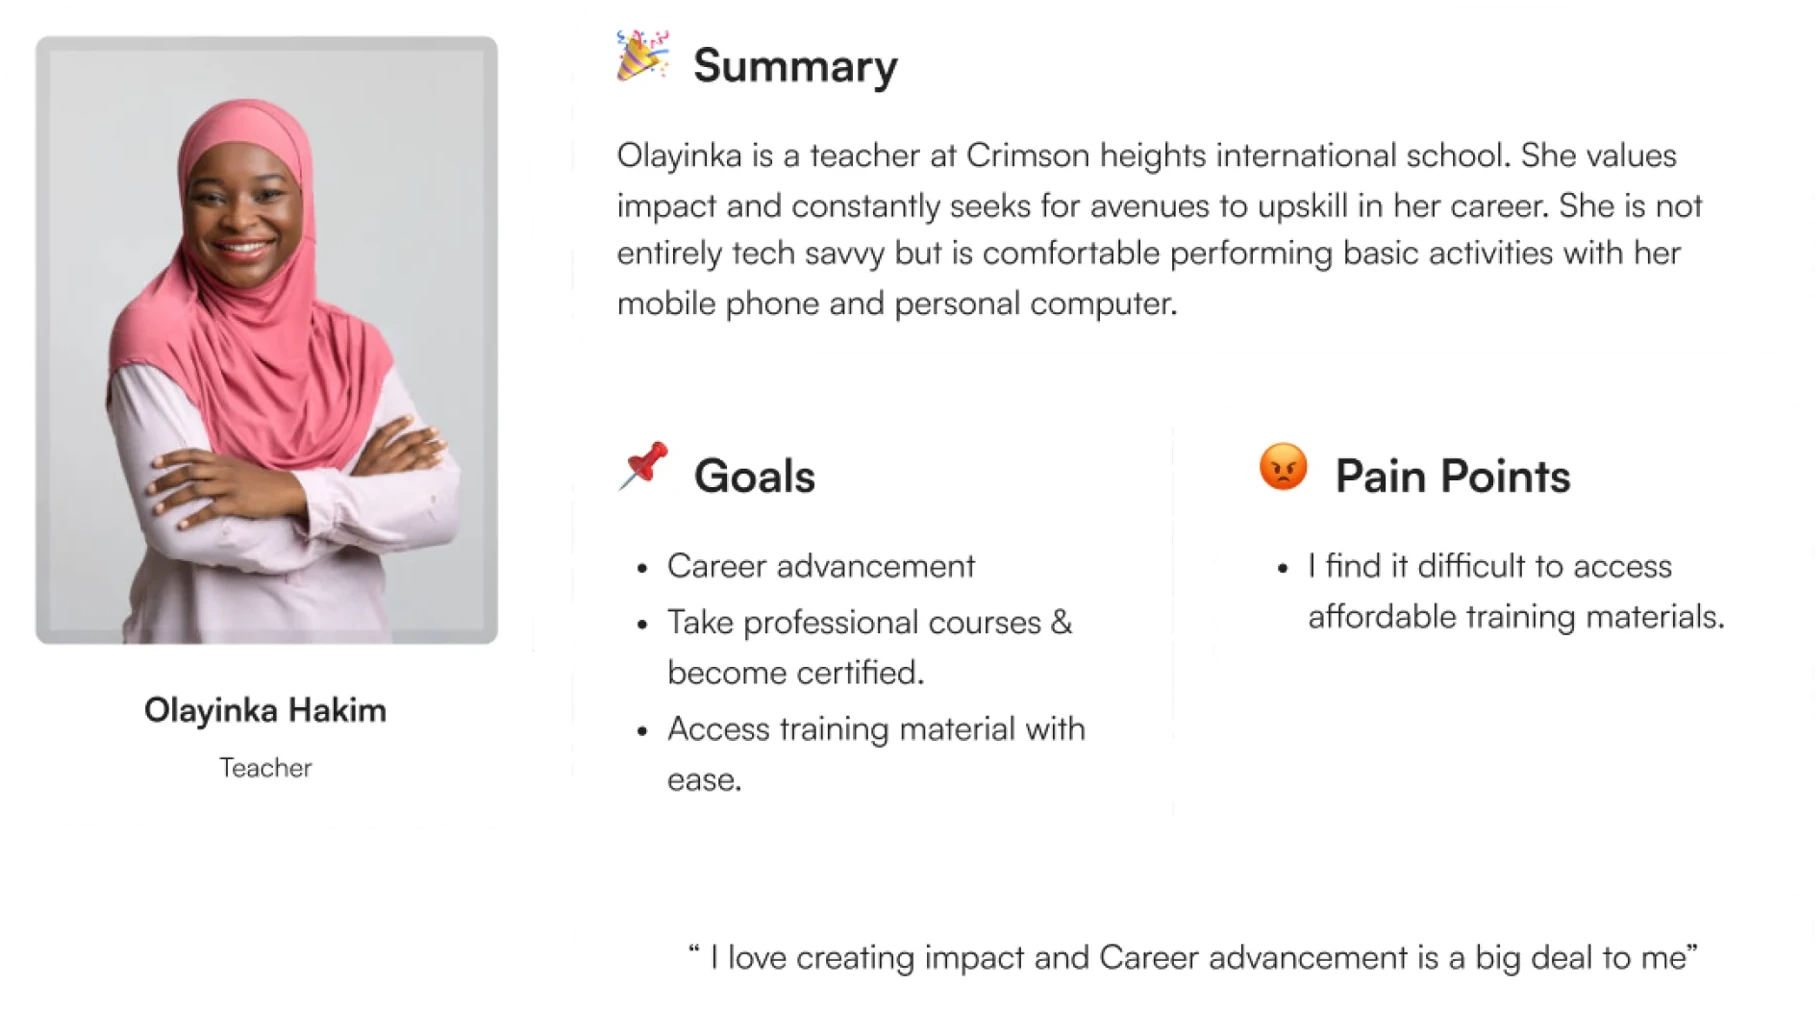 Summary
Olayinka is a teacher at Crimson heights international school. She values
impact and constantly seeks for avenues to upskill in her career. She is not
entirely tech savvy but is comfortable performing basic activities with her
mobile phone and personal computer.
Goals
• Career advancement
• Take professional courses &
become certified.
• Access training material with
ease.
Pain Points
• I find it difficult to access
affordable training materials.
Olayinka Hakim
Teacher
“ I love creating impact and Career advancement is a big deal to me”